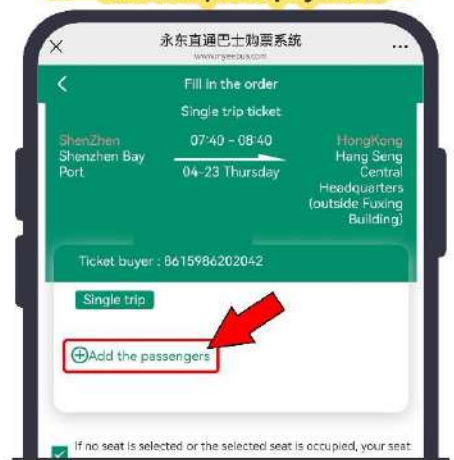 永东直通巴士购票系统
Fill in the order
Single trip ticket
ShenZhen
07:40 - 08:40
HongKong
Shenzhen Bay Port
04-23 Thursday
Hang Seng
Central
Headquarters
(outside Fuxing
Building)
Ticket buyer : 8615986202042
Single trip
Add the passengers
If no seat is selected or the selected seat is occupied, your seat